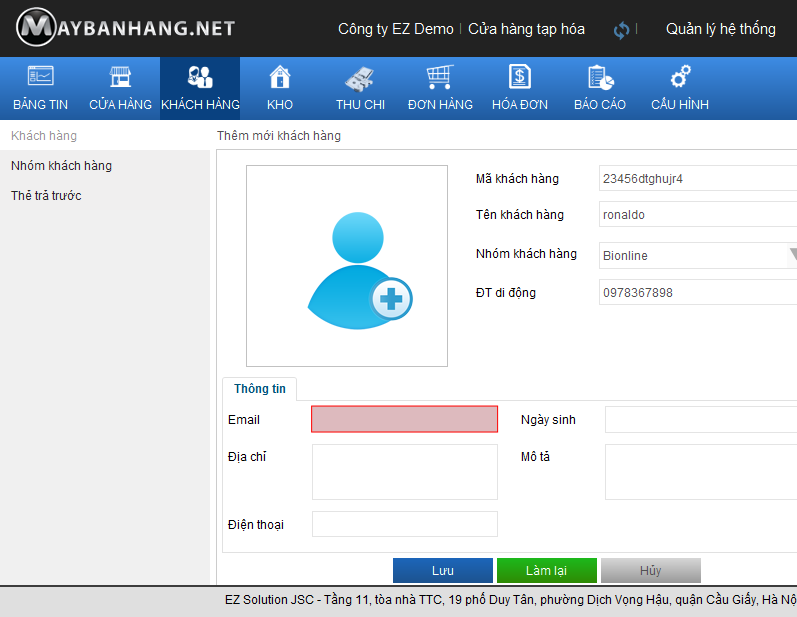 MAYBANHANG.NET
Công ty EZ Demo | Cửa hàng tạp hóa | Quản lý hệ thống
BẢNG TIN CỬA HÀNG KHÁCH HÀNG KHO THU CHI ĐƠN HÀNG HÓA ĐƠN BÁO CÁO CẤU HÌNH
Khách hàng
Nhóm khách hàng
Thẻ trả trước
Thêm mới khách hàng
Mã khách hàng 23456dtghujr4
Tên khách hàng ronaldo
Nhóm khách hàng Bionline
ĐT di động 0978367898
Thông tin
Email Ngày sinh
Địa chỉ Mô tả
Điện thoại
Lưu Làm lại Hủy
EZ Solution JSC - Tầng 11, tòa nhà TTC, 19 phố Duy Tân, phường Dịch Vọng Hậu, quận Cầu Giấy, Hà Nộ